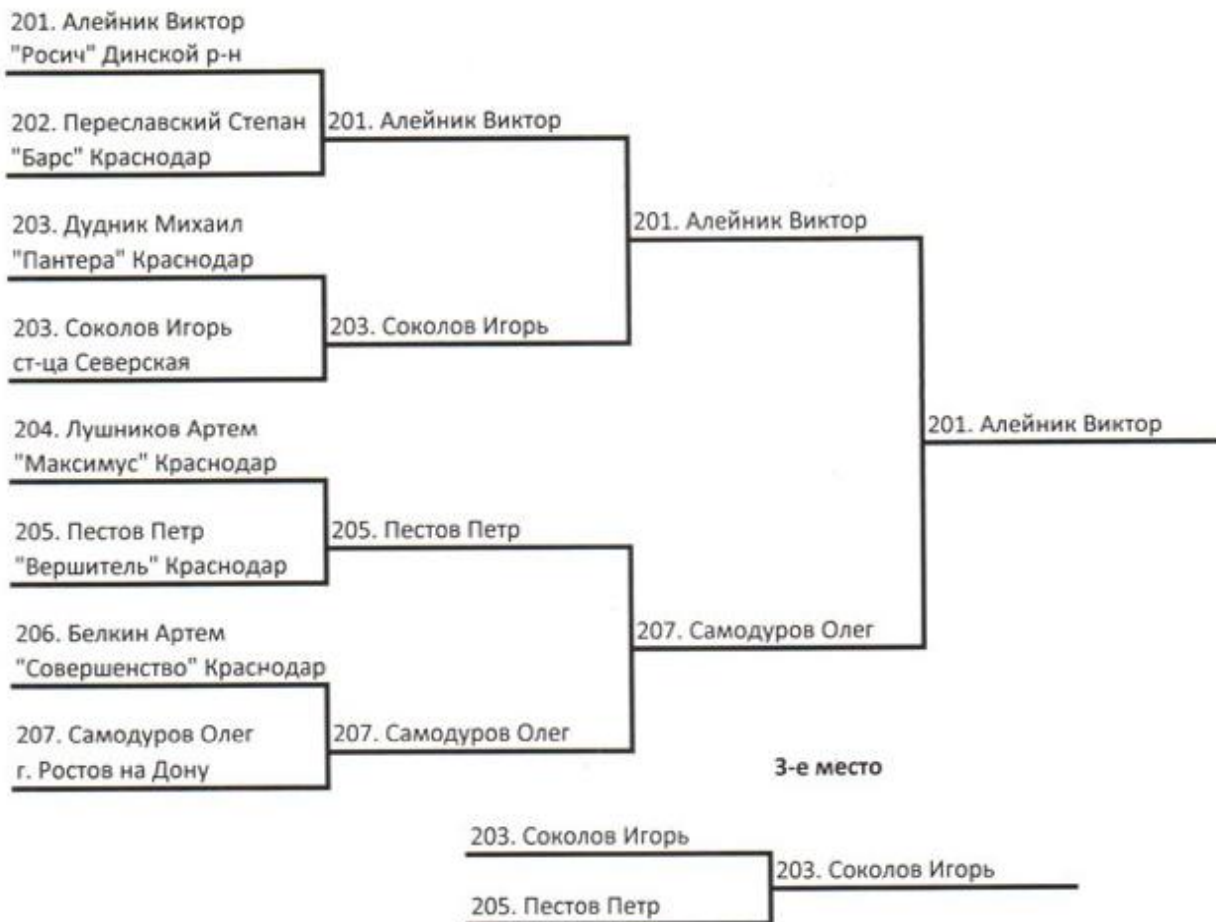 201. Алейник Виктор
"Росич" Динской р-н
202. Переславский Степан
"Барс" Краснодар
203. Дудник Михаил
"Пантера" Краснодар
203. Соколов Игорь
ст-ца Северская
204. Лушников Артем
"Максимус" Краснодар
205. Пестов Петр
"Вершитель" Краснодар
206. Белкин Артем
"Совершенство" Краснодар
207. Самодуров Олег
г. Ростов на Дону
201. Алейник Виктор
203. Соколов Игорь
205. Пестов Петр
207. Самодуров Олег
201. Алейник Виктор
207. Самодуров Олег
201. Алейник Виктор
3-е место
203. Соколов Игорь
205. Пестов Петр
203. Соколов Игорь